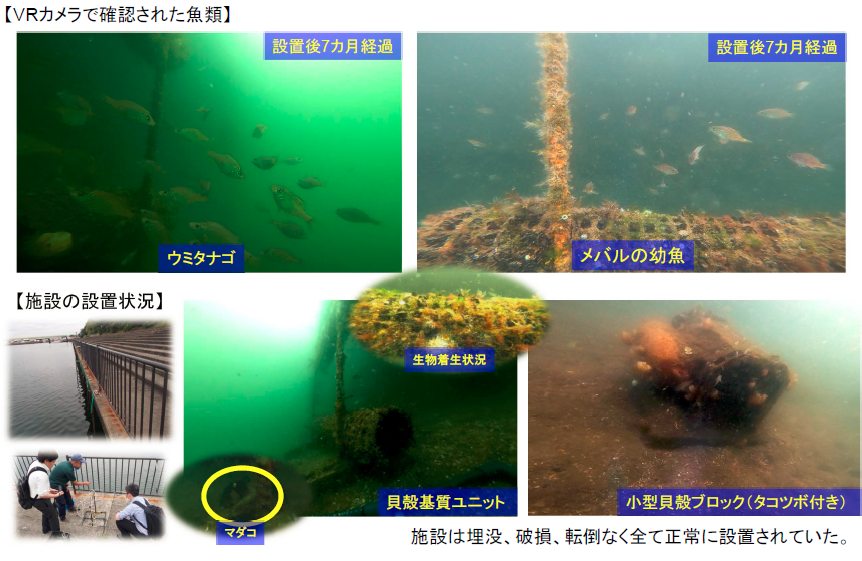 【VRカメラで確認された魚類】
設置後7カ月経過
設置後7カ月経過
ウミタナゴ
メバルの幼魚
【施設の設置状況】
生物着生状況
マダコ
貝殻基質ユニット
小型貝殻ブロック（タコツボ付き）
施設は埋没、破損、転倒なく全て正常に設置されていた。